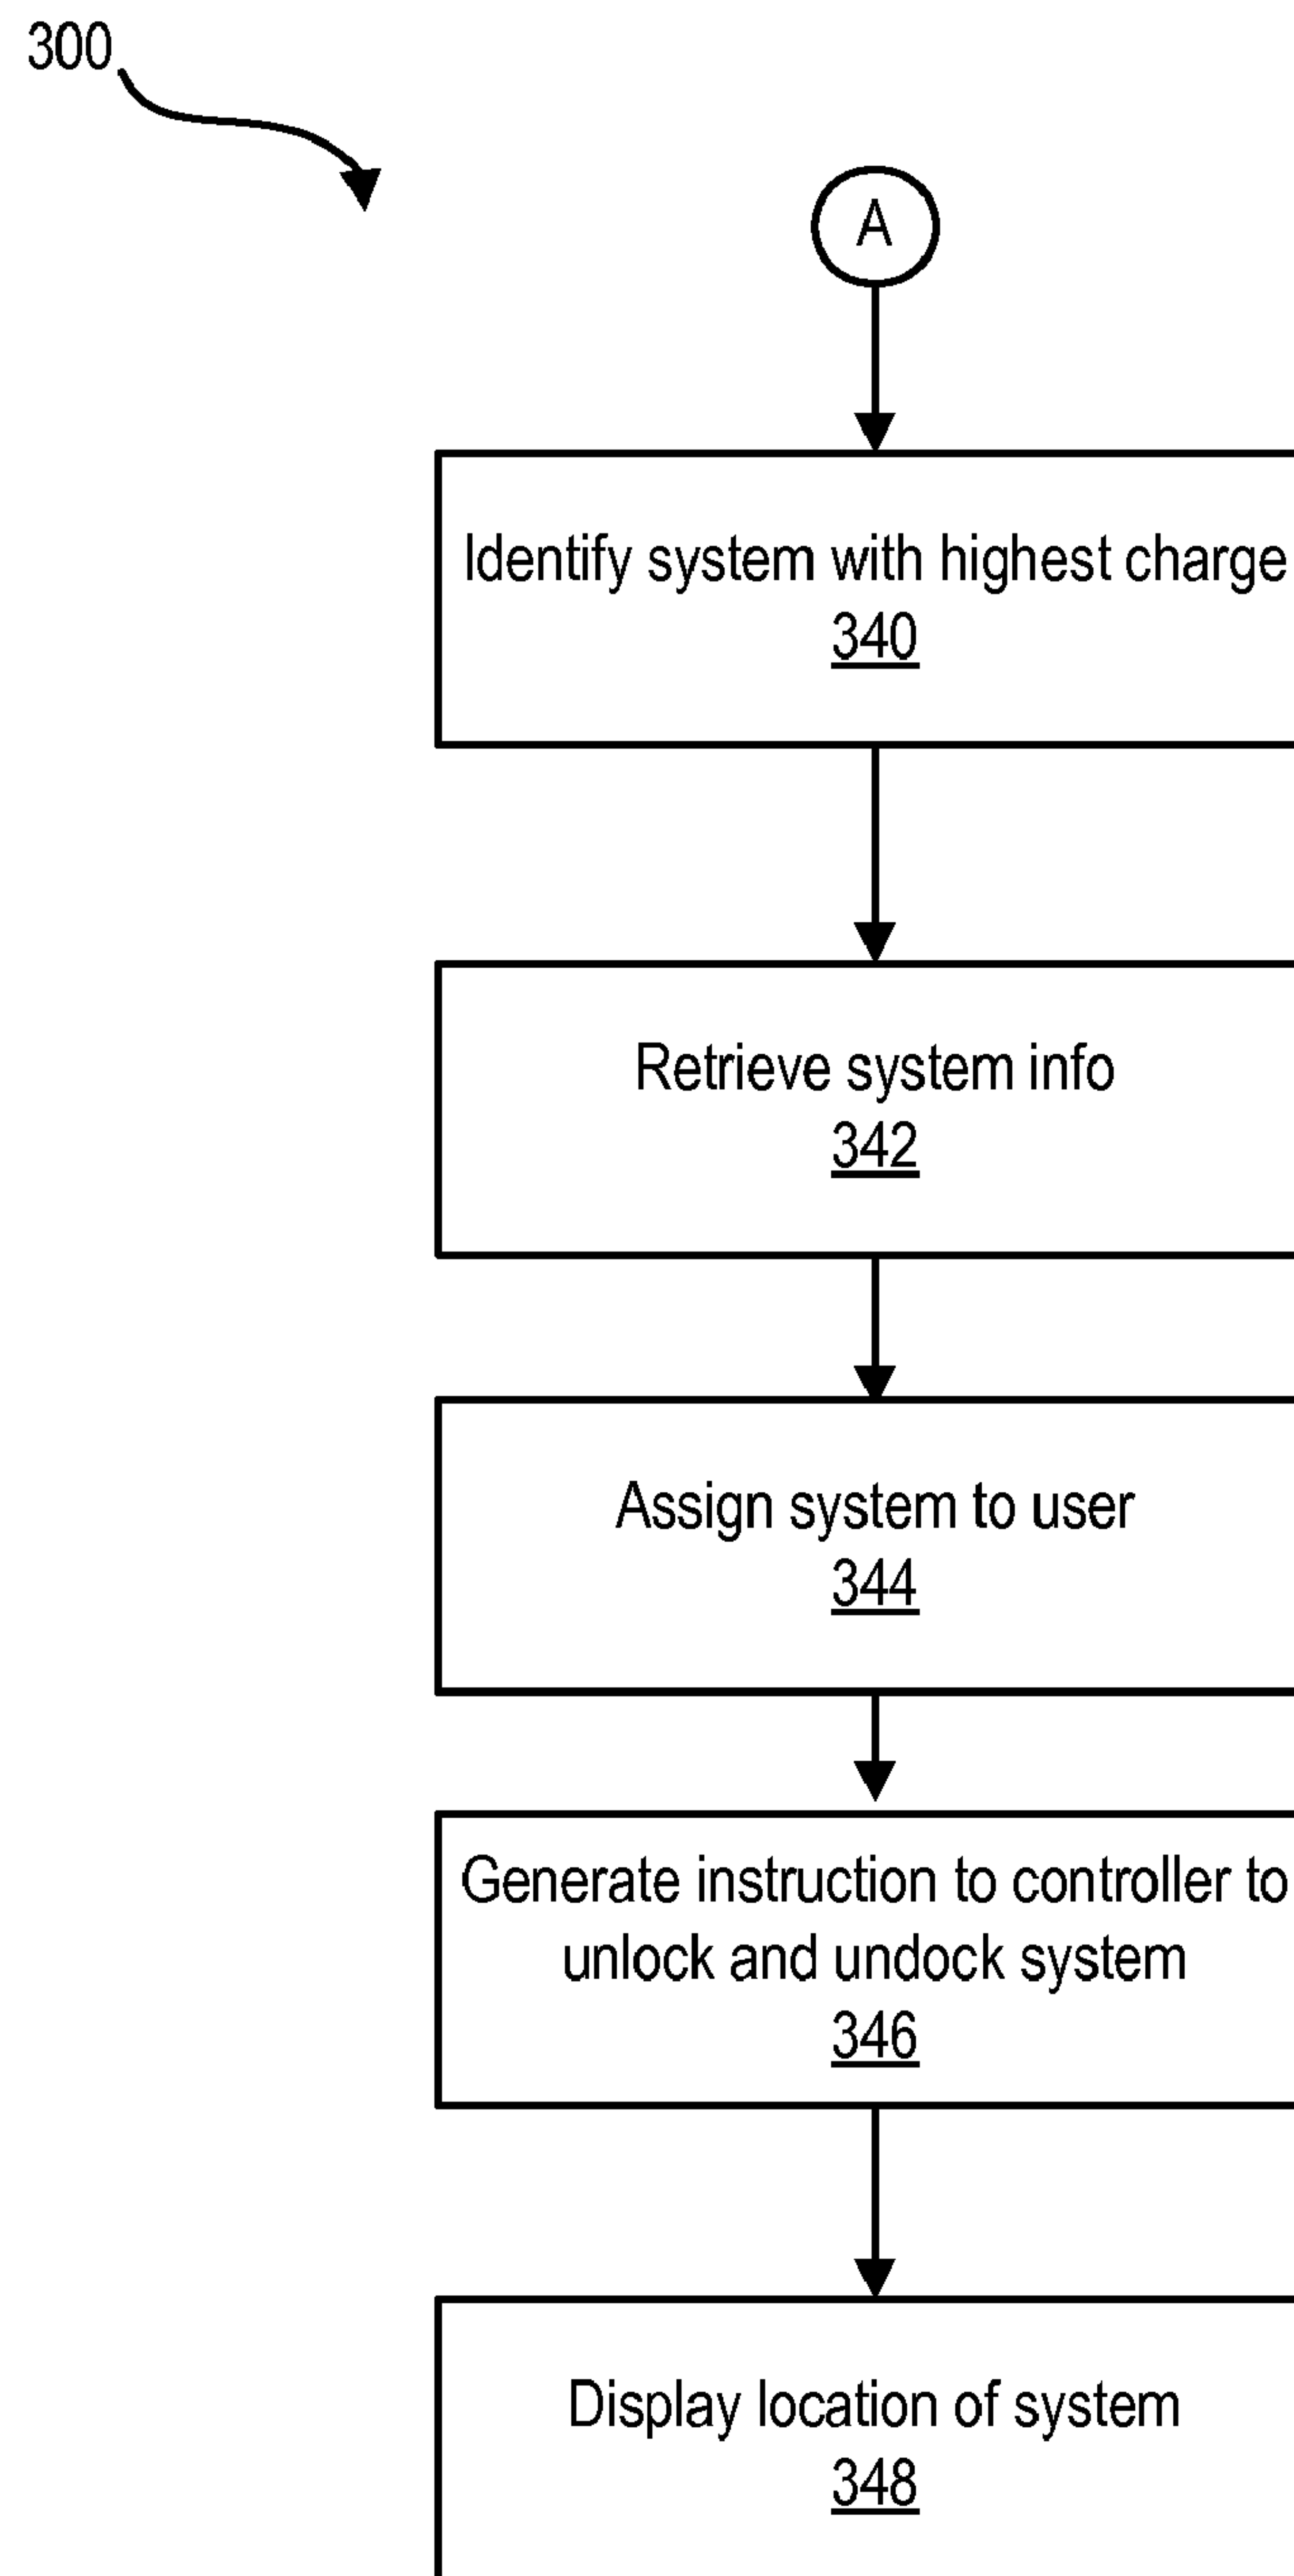 300
A
Identify system with highest charge
340
Retrieve system info
342
Assign system to user
344
Generate instruction to controller to
unlock and undock system
346
Display location of system
348